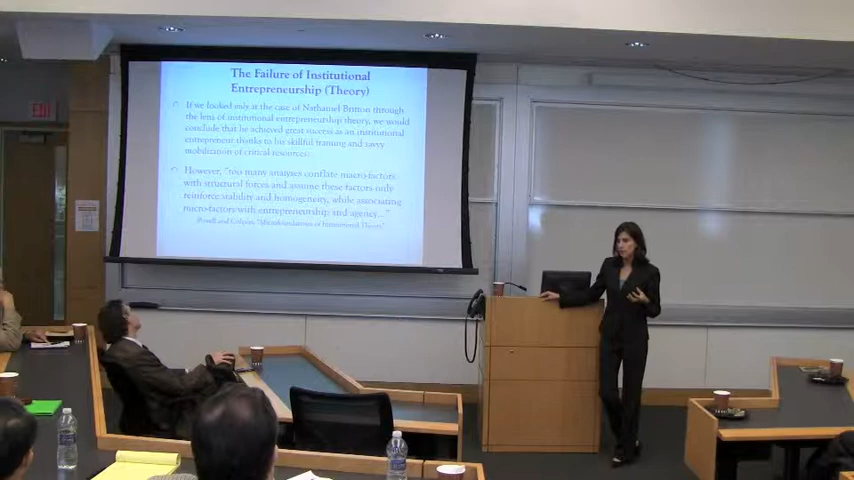 The Failure of Institutional
Entrepreneurship (Theory)
If we looked only at the case of Nathaniel Britton through
the lens of institutional entrepreneurship theory, we would
conclude that he achieved great success as an institutional
entrepreneur thanks to his skillful framing and savvy
mobilization of critical resources.
However, "too many analyses conflate macro-factors
with structural forces and assume these factors only
reinforce stability and homogeneity, while associating
micro-factors with entrepreneurship and agency..."
Powell and Colyvas, "Microfoundations of Institutional Theory"
EXIT